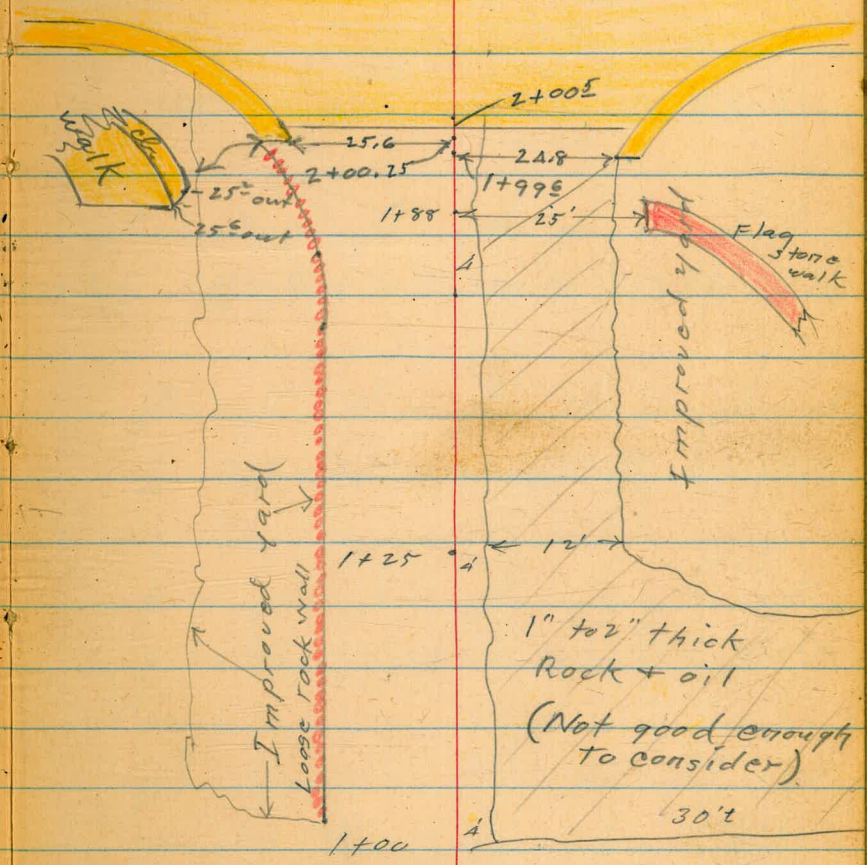 2+00⁵
walk
25.6
24.8
2+00.25
1+99⁶
25² out
25⁶ out
1+88
25'
Flag
stone
walk
4'
Improved yard
Improved yard
Loose rock wall
1+25
4'
12'
1" to 2" thick
Rock + oil
(Not good enough
to consider)
30't
1+00
4'